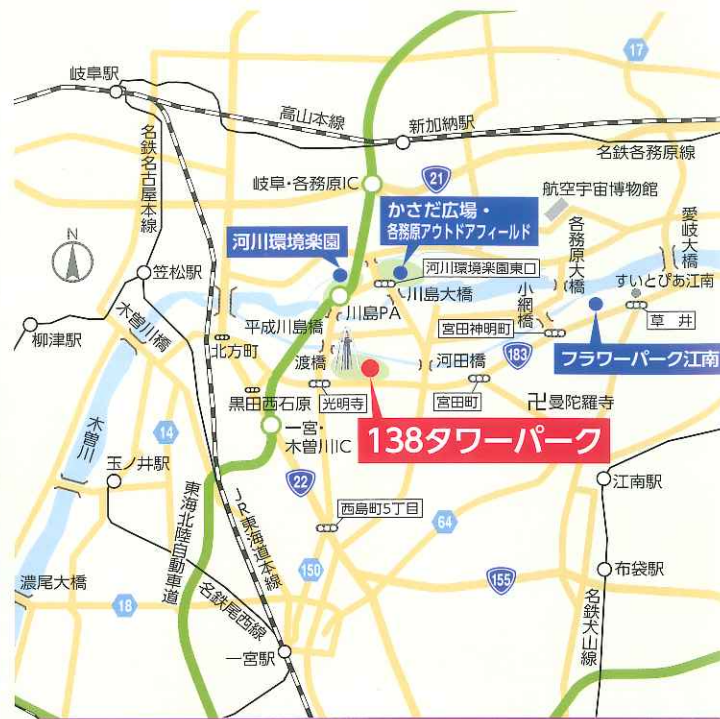 17
岐阜駅
高山本線
新加納駅
名鉄各務原線
名鉄名古屋本線
岐阜・各務原IC
21
航空宇宙博物館
かさだ広場・
各務原アウトドアフィールド
河川環境楽園
各務原大橋
愛岐大橋
N
笠松駅
河川環境楽園東口
川島大橋
小網橋
すいとぴあ江南
川島PA
木曽川橋
平成川島橋
宮田神明町
草井
柳津駅
北方町
渡橋
河田橋
183
フラワーパーク江南
黒田西石原
光明寺
宮田町
卍曼陀羅寺
一宮・
木曽川IC
138タワーパーク
木曽川
14
玉ノ井駅
22
江南駅
東海北陸自動車道
JR東海道本線
西島町5丁目
64
150
155
布袋駅
濃尾大橋
18
名鉄尾西線
名鉄犬山線
一宮駅